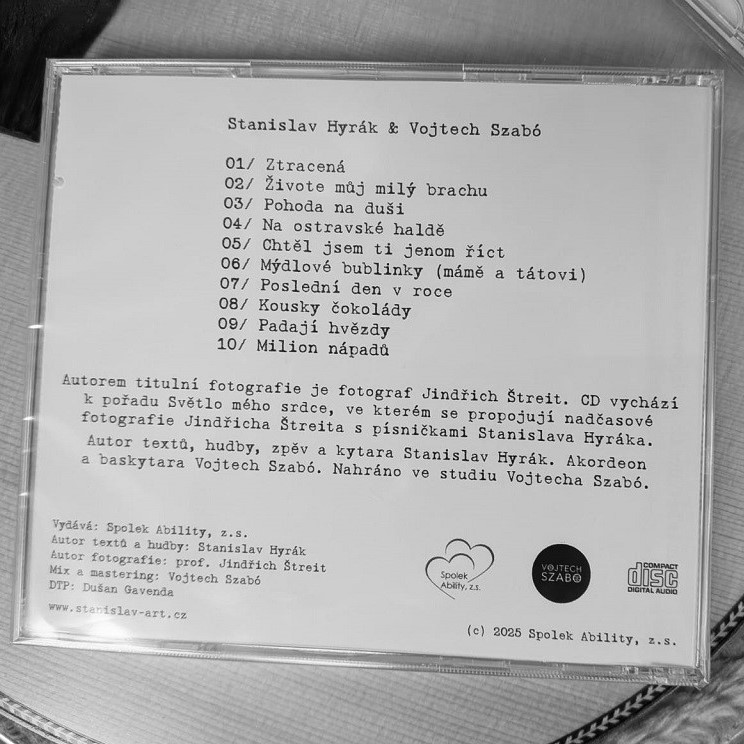 Stanislav Hyrák & Vojtech Szabó
01/ Ztracená
02/ Živote můj milý brachu
03/ Pohoda na duši
04/ Na ostravské haldě
05/ Chtěl jsem ti jenom říct
06/ Mýdlové bublinky (mámě a tátovi)
07/ Poslední den v roce
08/ Kousky čokolády
09/ Padají hvězdy
10/ Milion nápadů
Autorem titulní fotografie je fotograf Jindřich Štreit. CD vychází
k pořadu Světlo mého srdce, ve kterém se propojují nadčasové
fotografie Jindřicha Štreita s písničkami Stanislava Hyráka.
Autor textů, hudby, zpěv a kytara Stanislav Hyrák. Akordeon
a baskytara Vojtech Szabó. Nahráno ve studiu Vojtecha Szabó.
Vydává: Spolek Ability, z.s.
Autor textů a hudby: Stanislav Hyrák
Autor fotografie: prof. Jindřich Štreit
Mix a mastering: Vojtech Szabó
DTP: Dušan Gavenda
www.stanislav-art.cz
Spolek
Ability, z.s.
VOJTECH
SZABÓ
COMPACT
disc
DIGITAL AUDIO
(c) 2025 Spolek Ability, z.s.